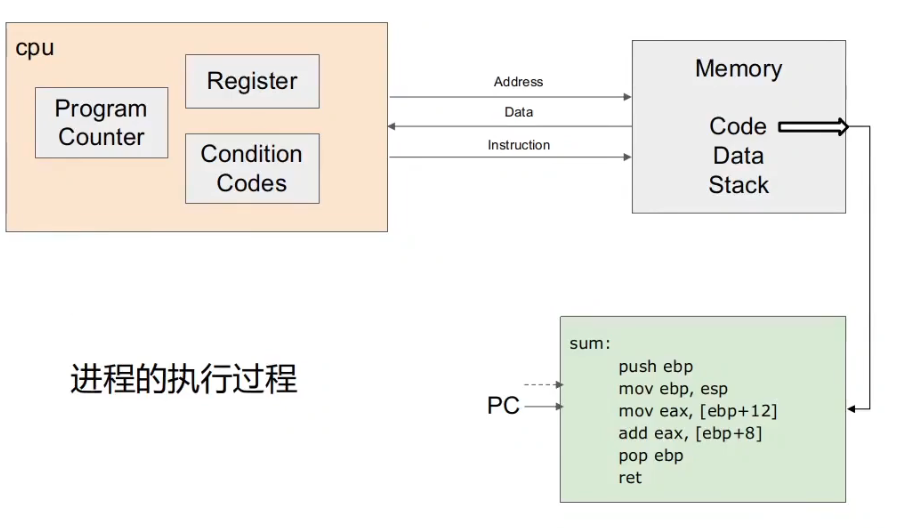 cpu
Program
Counter
Register
Condition
Codes
Address
Data
Instruction
Memory
Code
Data
Stack
进程的执行过程
PC
sum:
push ebp
mov ebp, esp
mov eax, [ebp+12]
add eax, [ebp+8]
pop ebp
ret